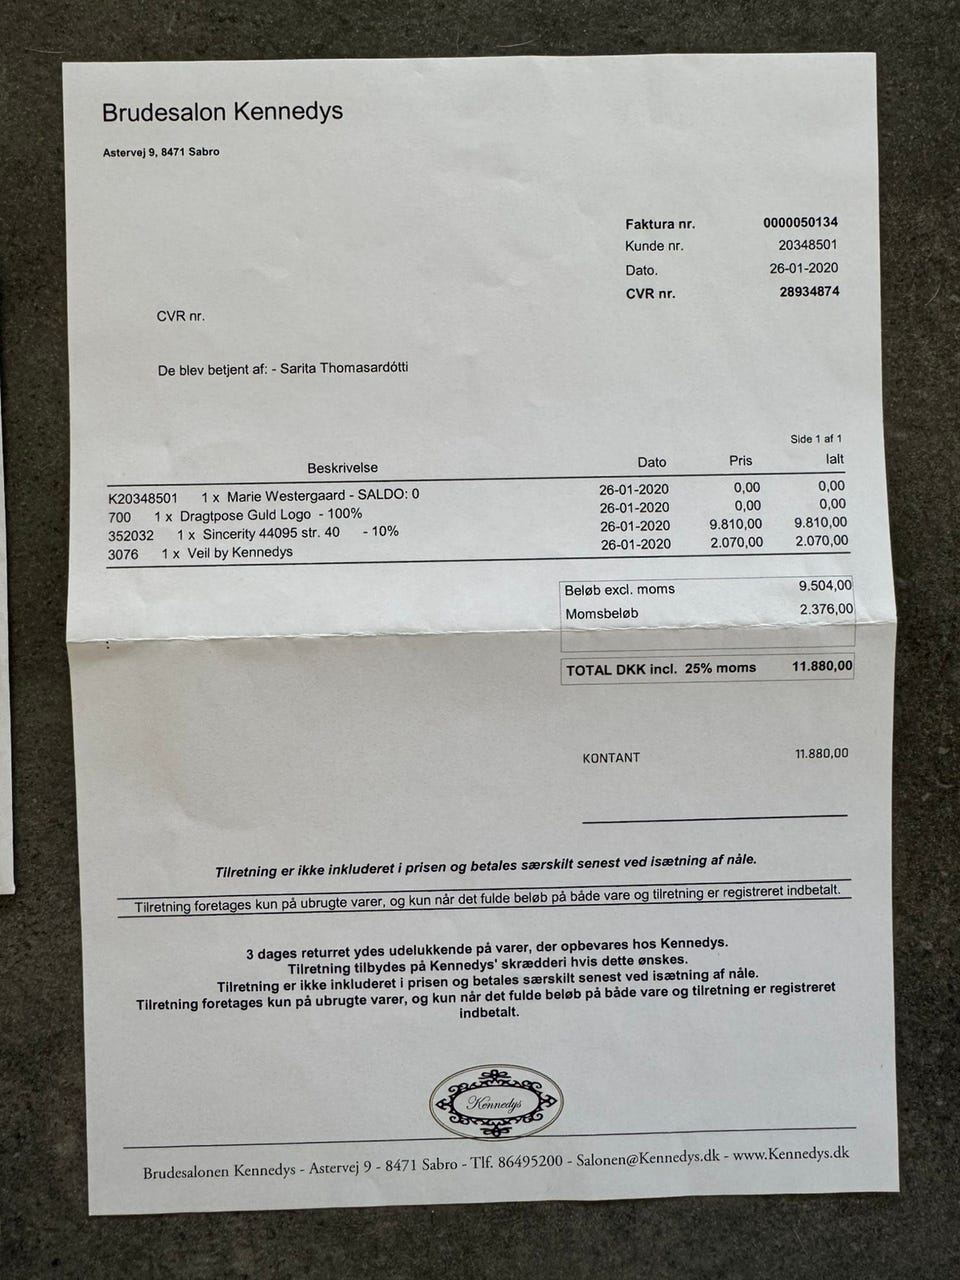 Brudesalon Kennedys
Astervej 9, 8471 Sabro
Faktura nr. 0000050134
Kunde nr. 20348501
Dato. 26-01-2020
CVR nr. 28934874
CVR nr.
De blev betjent af: - Sarita Thomasardótti
Side 1 af 1
Beskrivelse Dato Pris Ialt
K20348501 1 x Marie Westergaard - SALDO: 0 26-01-2020 0,00 0,00
700 1 x Dragtpose Guld Logo - 100% 26-01-2020 0,00 0,00
352032 1 x Sincerity 44095 str. 40 - 10% 26-01-2020 9.810,00 9.810,00
3076 1 x Veil by Kennedys 26-01-2020 2.070,00 2.070,00
Beløb excl. moms 9.504,00
Momsbeløb 2.376,00
:
TOTAL DKK incl. 25% moms 11.880,00
KONTANT 11.880,00
Tilretning er ikke inkluderet i prisen og betales særskilt senest ved isætning af nåle.
Tilretning foretages kun på ubrugte varer, og kun når det fulde beløb på både vare og tilretning er registreret indbetalt.
3 dages returret ydes udelukkende på varer, der opbevares hos Kennedys.
Tilretning tilbydes på Kennedys' skrædderi hvis dette ønskes.
Tilretning er ikke inkluderet i prisen og betales særskilt senest ved isætning af nåle.
Tilretning foretages kun på ubrugte varer, og kun når det fulde beløb på både vare og tilretning er registreret
indbetalt.
Kennedys
Brudesalonen Kennedys - Astervej 9 - 8471 Sabro - Tlf. 86495200 - Salonen@Kennedys.dk - www.Kennedys.dk